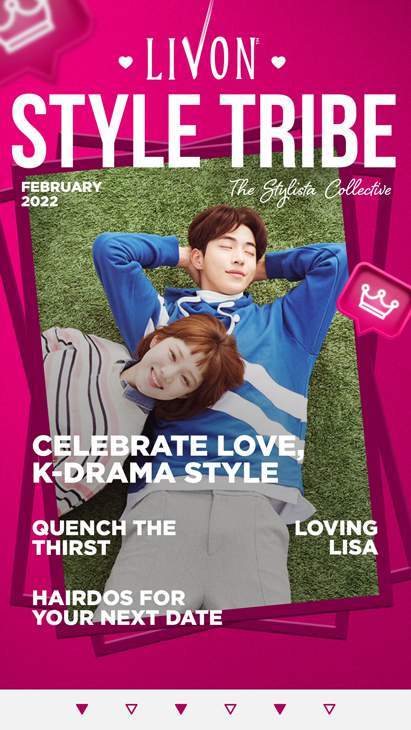 LIVON
STYLE TRIBE
FEBRUARY
2022
The Stylista Collective
CELEBRATE LOVE,
K-DRAMA STYLE
QUENCH THE
THIRST
LOVING
LISA
HAIRDOS FOR
YOUR NEXT DATE